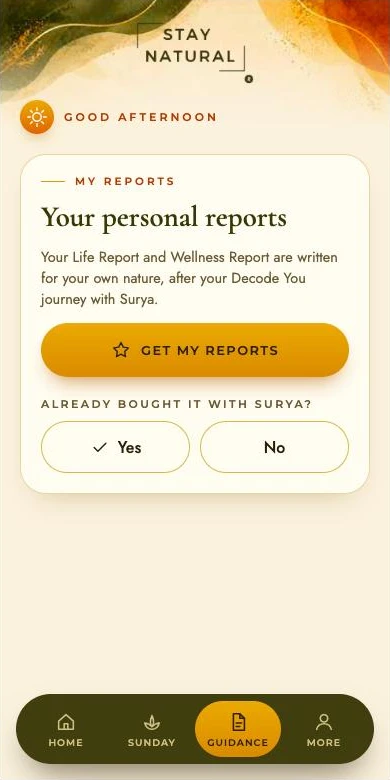 STAY
NATURAL
GOOD AFTERNOON
MY REPORTS
Your personal reports
Your Life Report and Wellness Report are written
for your own nature, after your Decode You
journey with Surya.
GET MY REPORTS
ALREADY BOUGHT IT WITH SURYA?
Yes
No
HOME
SUNDAY
GUIDANCE
MORE